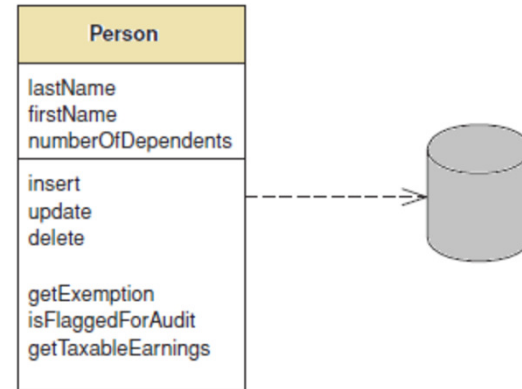 Person
lastName
firstName
numberOfDependents
insert
update
delete
getExemption
isFlaggedForAudit
getTaxableEarnings